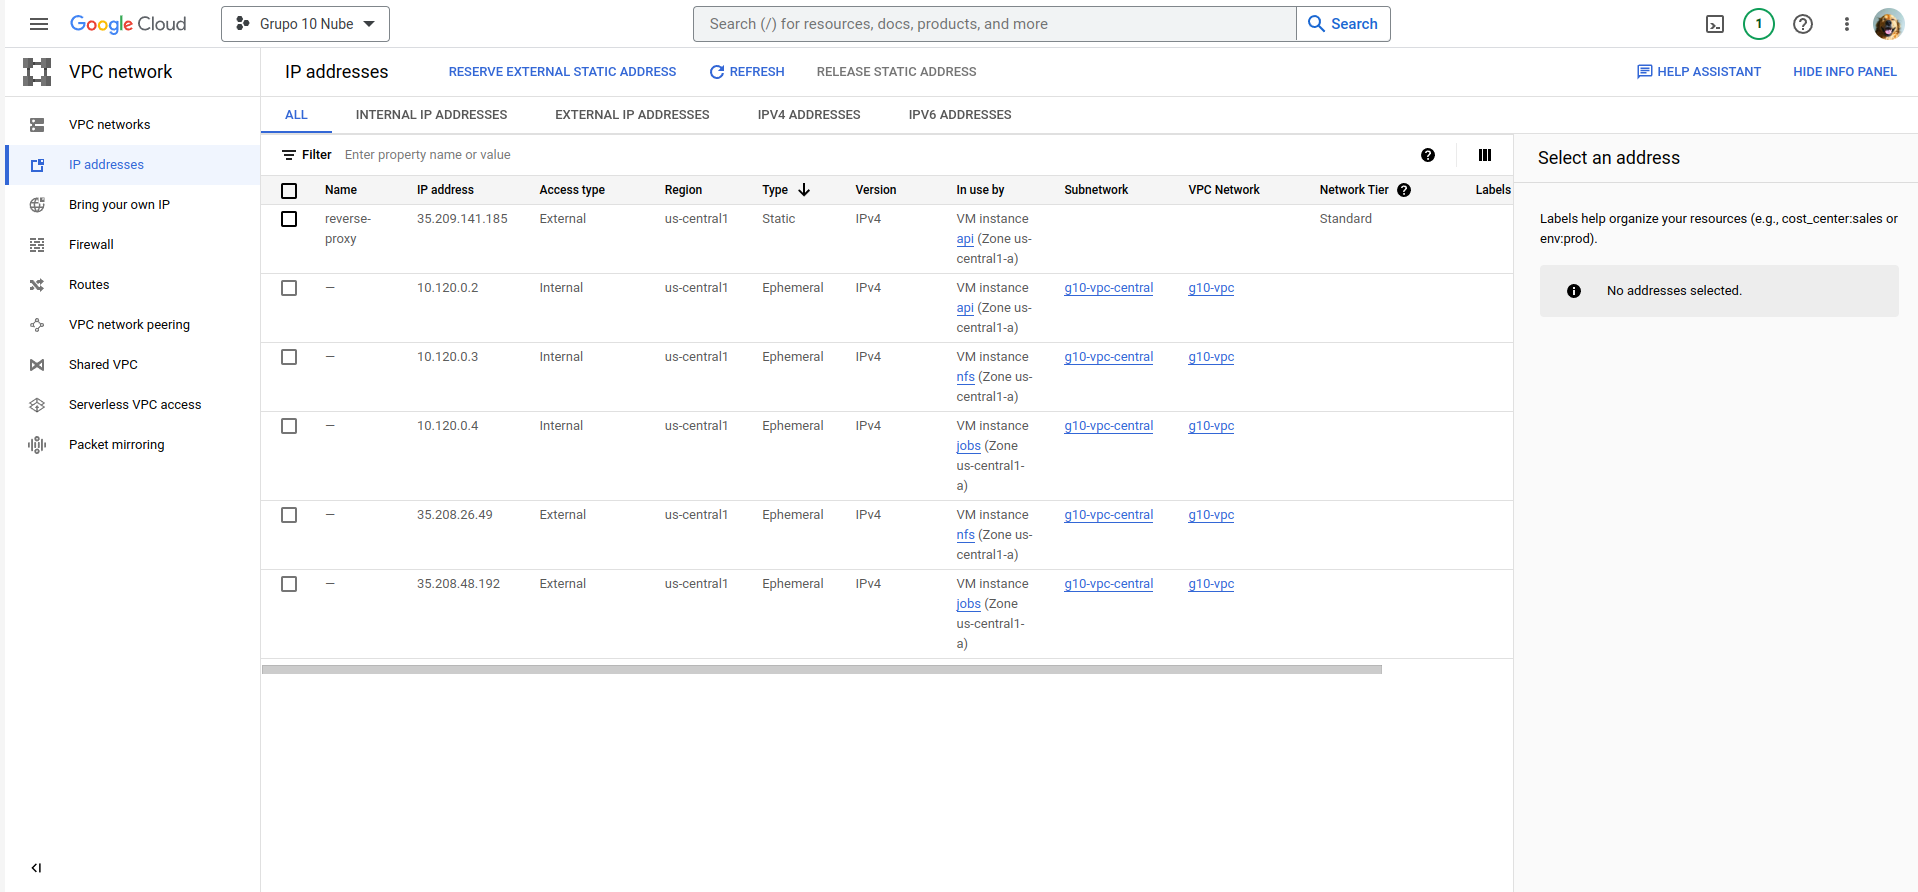 Google Cloud
Grupo 10 Nube
Search (/) for resources, docs, products, and more
Search
1
VPC network
IP addresses
RESERVE EXTERNAL STATIC ADDRESS
REFRESH
RELEASE STATIC ADDRESS
HELP ASSISTANT
HIDE INFO PANEL
VPC networks
IP addresses
Bring your own IP
Firewall
Routes
VPC network peering
Shared VPC
Serverless VPC access
Packet mirroring
ALL
INTERNAL IP ADDRESSES
EXTERNAL IP ADDRESSES
IPV4 ADDRESSES
IPV6 ADDRESSES
Filter Enter property name or value
Name IP address Access type Region Type Version In use by Subnetwork VPC Network Network Tier Labels
reverse- 35.209.141.185 External us-central1 Static IPv4 VM instance Standard
proxy api (Zone us-
central1-a)
— 10.120.0.2 Internal us-central1 Ephemeral IPv4 VM instance g10-vpc-central g10-vpc
api (Zone us-
central1-a)
— 10.120.0.3 Internal us-central1 Ephemeral IPv4 VM instance g10-vpc-central g10-vpc
nfs (Zone us-
central1-a)
— 10.120.0.4 Internal us-central1 Ephemeral IPv4 VM instance g10-vpc-central g10-vpc
jobs (Zone
us-central1-
a)
— 35.208.26.49 External us-central1 Ephemeral IPv4 VM instance g10-vpc-central g10-vpc
nfs (Zone us-
central1-a)
— 35.208.48.192 External us-central1 Ephemeral IPv4 VM instance g10-vpc-central g10-vpc
jobs (Zone
us-central1-
a)
Select an address
Labels help organize your resources (e.g., cost_center:sales or
env:prod).
No addresses selected.